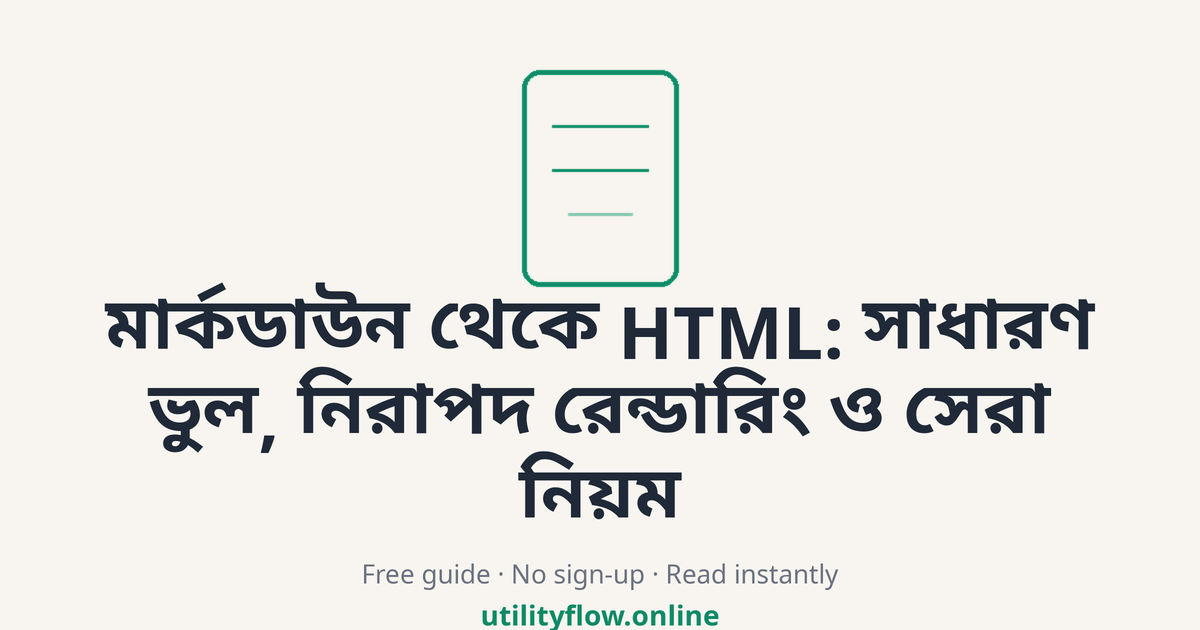 মার্কডাউন থেকে HTML: সাধারণ
ভুল, নিরাপদ রেন্ডারিং ও সেরা
নিয়ম
Free guide · No sign-up · Read instantly
utilityflow.online